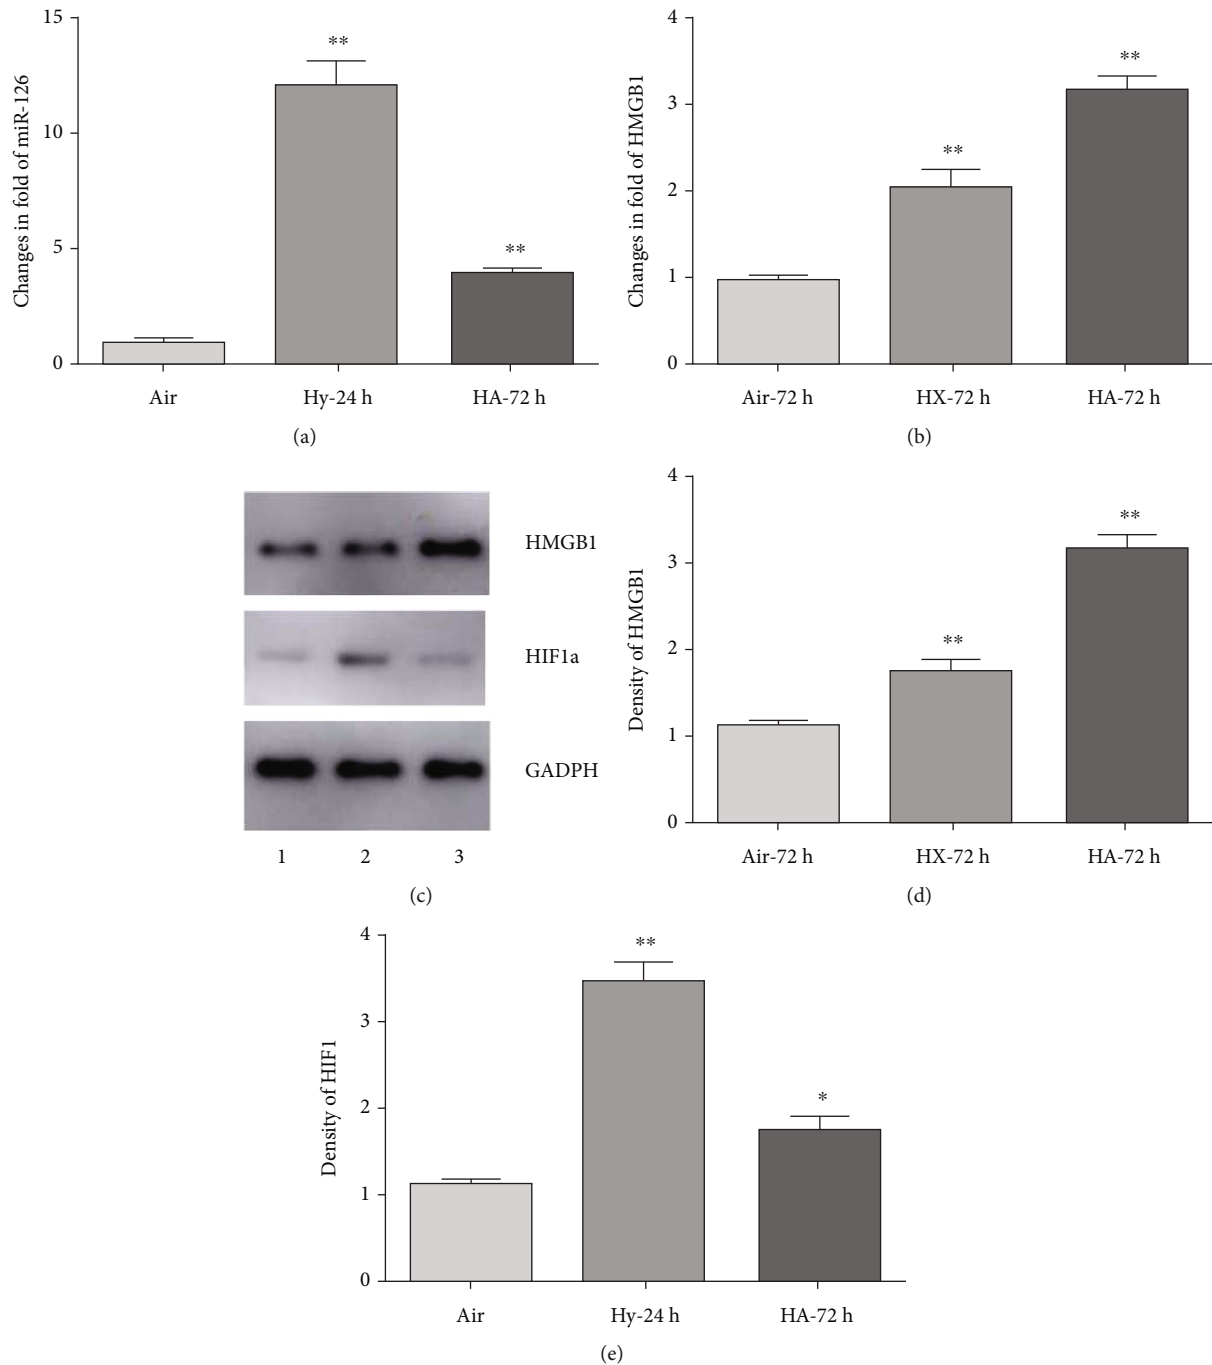 Changes in fold of miR-126
15
10
5
0
**
**
Air
Hy-24 h
HA-72 h
(a)
Changes in fold of HMGB1
4
3
2
1
0
**
**
Air-72 h
HX-72 h
HA-72 h
(b)
HMGB1
HIF1a
GADPH
1 2 3
(c)
Density of HMGB1
4
3
2
1
0
**
**
Air-72 h
HX-72 h
HA-72 h
(d)
Density of HIF1
4
3
2
1
0
**
*
Air
Hy-24 h
HA-72 h
(e)